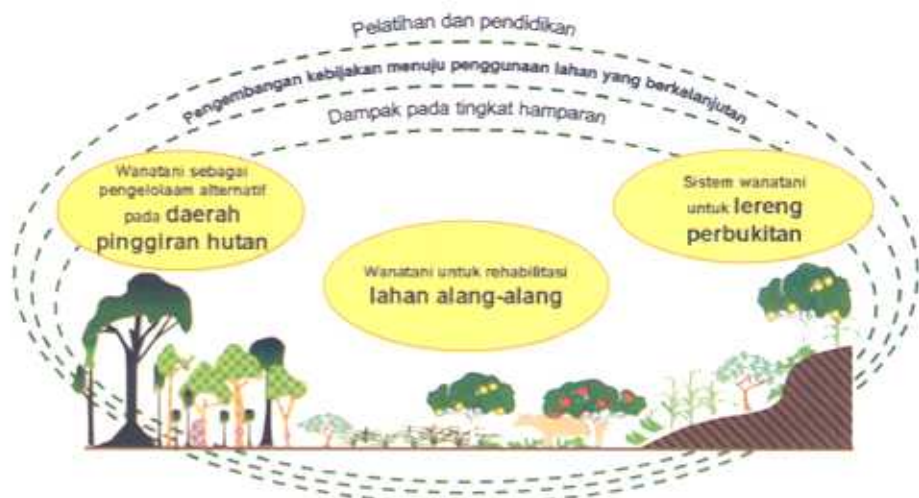 Pelatihan dan pendidikan
Pengembangan kebijakan menuju penggunaan lahan yang berkelanjutan
Dampak pada tingkat hamparan
Wanatani sebagai
pengelolaam alternatif
pada daerah
pinggiran hutan
Sistem wanatani
untuk lereng
perbukitan
Wanatani untuk rehabilitasi
lahan alang-alang